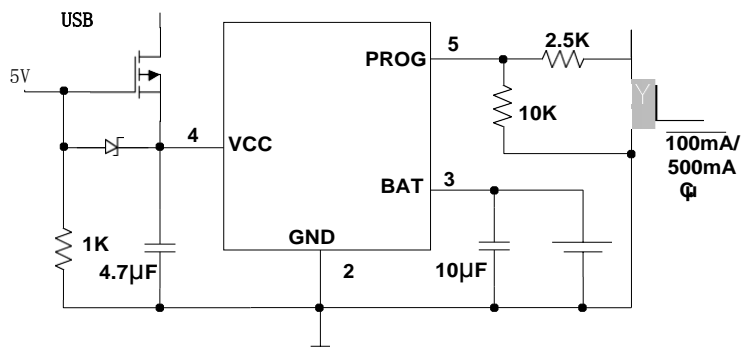 USB
5
2.5K
PROG
5V
10K
4
VCC
100mA/
500mA
3
BAT
GND
1K
4.7μF
2
10μF